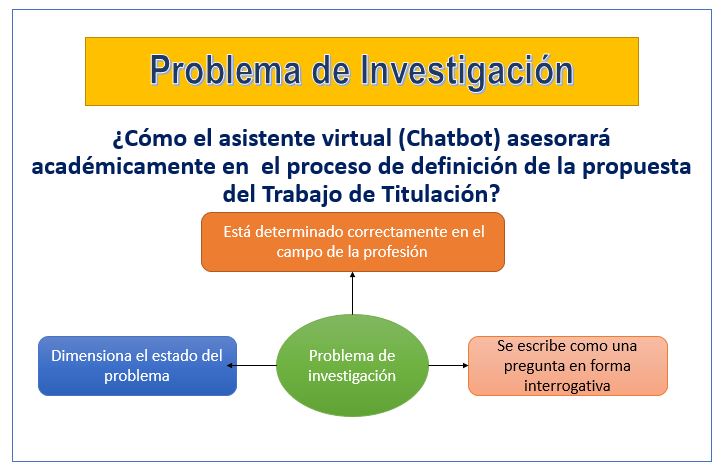 Problema de Investigación
¿Cómo el asistente virtual (Chatbot) asesorará
académicamente en  el proceso de definición de la propuesta
del Trabajo de Titulación?
Está determinado correctamente en el
campo de la profesión
Dimensiona el estado del
problema
Problema de
investigación
Se escribe como una
pregunta en forma
interrogativa